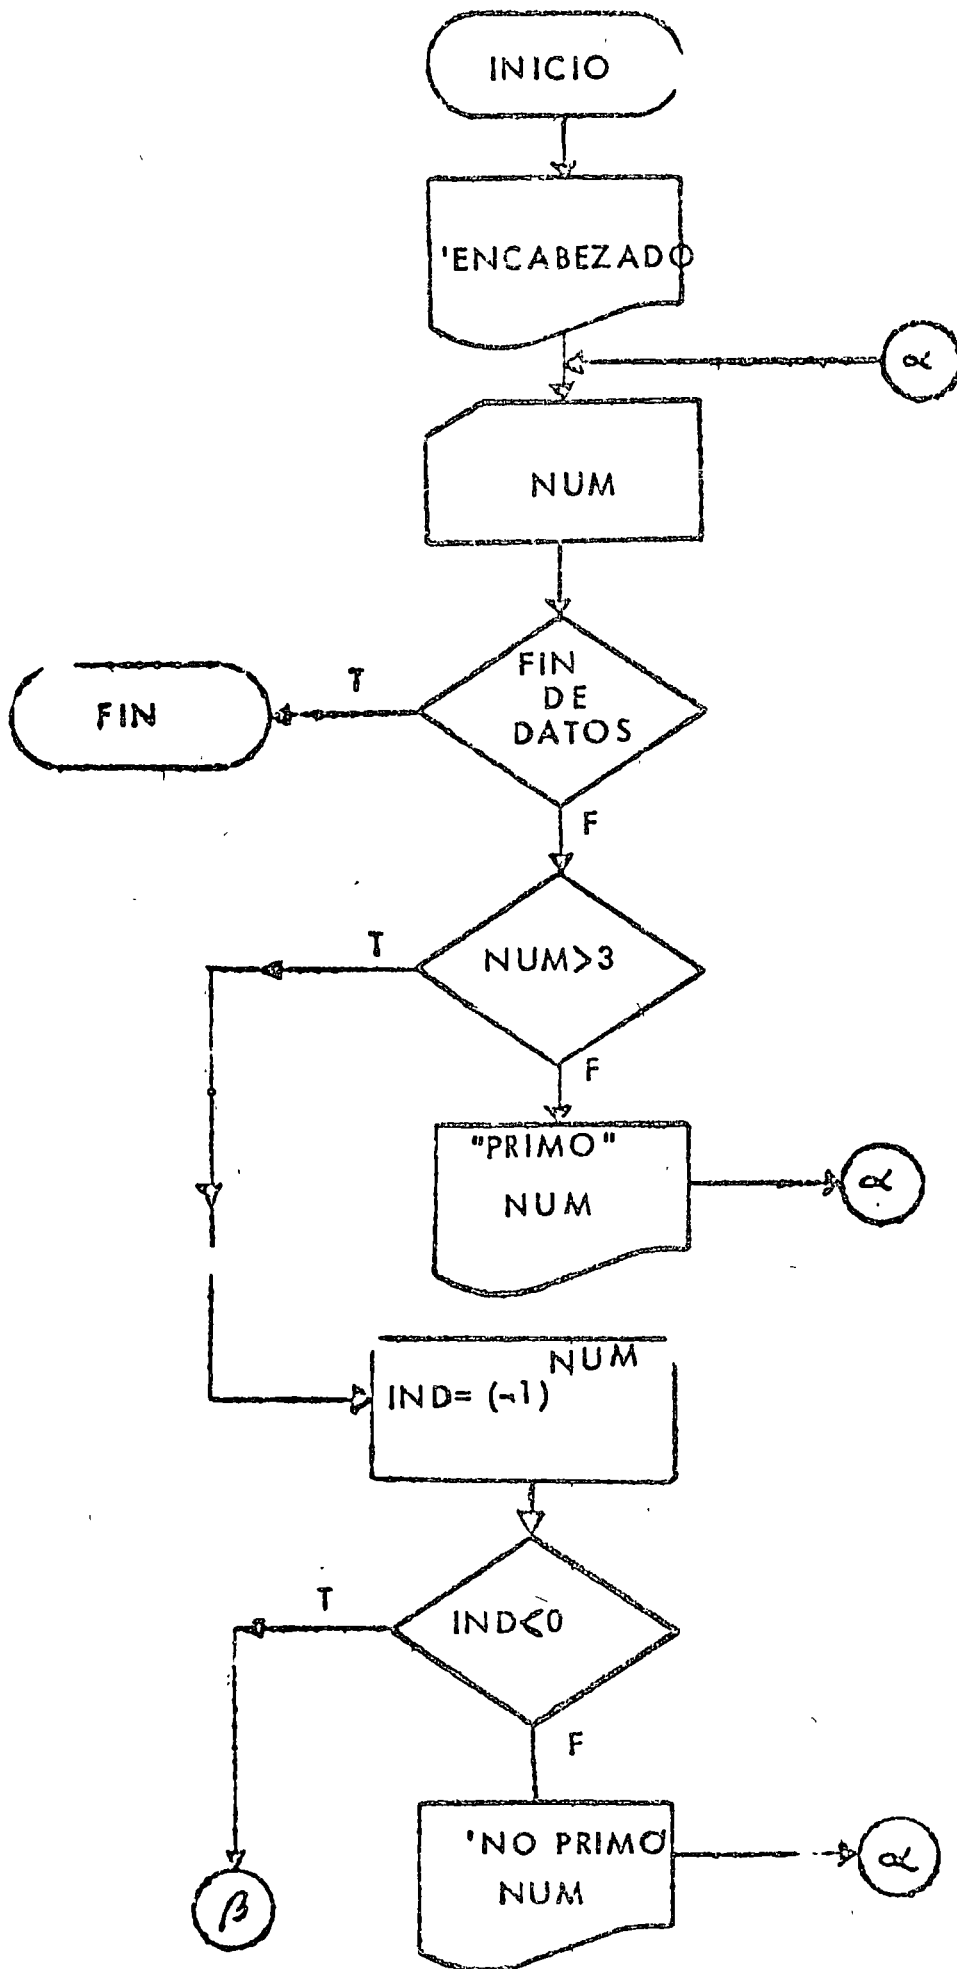 INICIO
'ENCABEZADO
α
NUM
FIN
DE
DATOS
T
FIN
F
NUM>3
T
F
"PRIMO"
NUM
α
NUM
IND= (-1)
IND<0
T
F
'NO PRIMO'
NUM
α
β